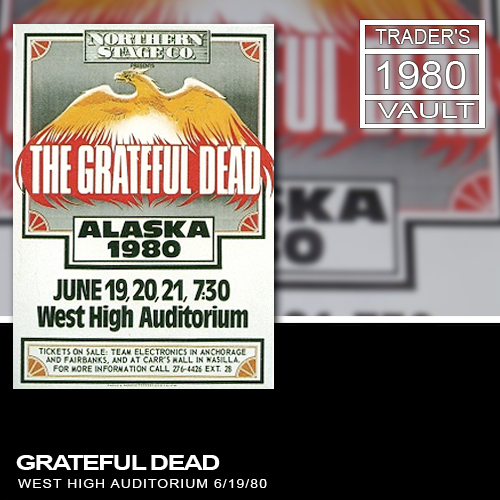 NORTHERN
STAGE CO.
PRESENTS
THE GRATEFUL DEAD
ALASKA
1980
JUNE 19, 20, 21, 7:30
West High Auditorium
TICKETS ON SALE: TEAM ELECTRONICS IN ANCHORAGE
AND FAIRBANKS, AND AT CARR'S MALL IN WASILLA.
FOR MORE INFORMATION CALL 276-4426 EXT. 28
TRADER'S
1980
VAULT
GRATEFUL DEAD
WEST HIGH AUDITORIUM 6/19/80